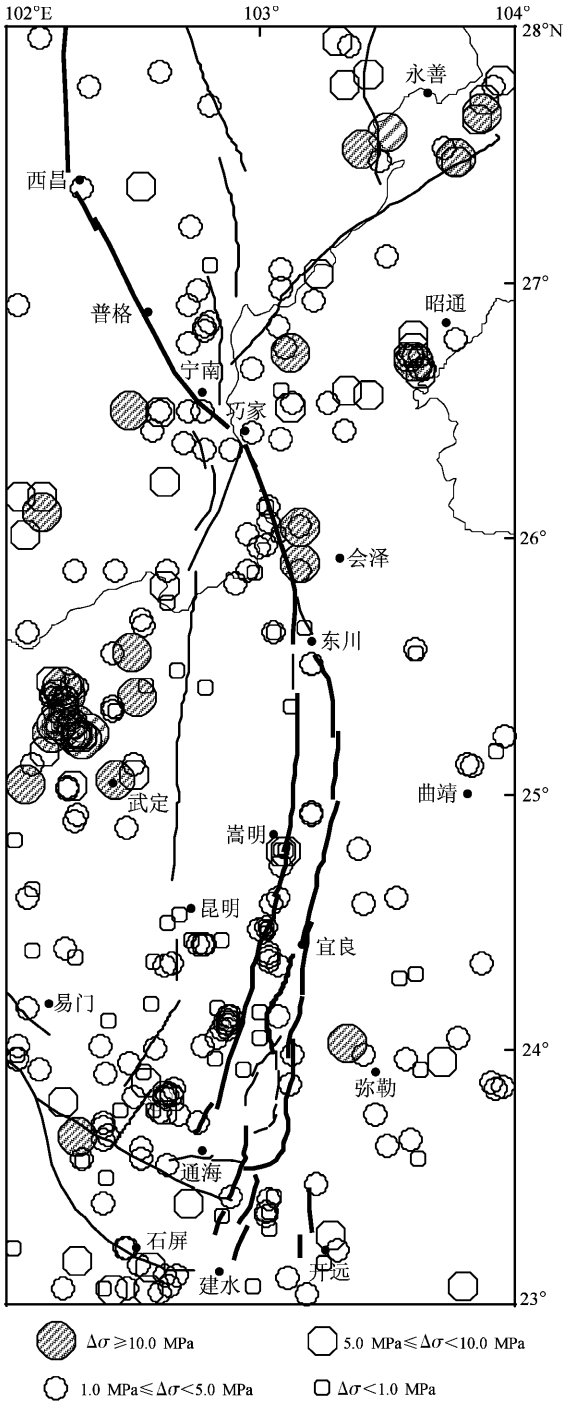 102°E 103° 104°
28°N
永善
西昌
27°
普格
昭通
宁南
巧家
26°
会泽
东川
武定
曲靖
25°
嵩明
昆明
宜良
易门
24°
弥勒
通海
石屏
建水
开远
23°
Δσ≥10.0 MPa
5.0 MPa≤Δσ<10.0 MPa
1.0 MPa≤Δσ<5.0 MPa
Δσ<1.0 MPa